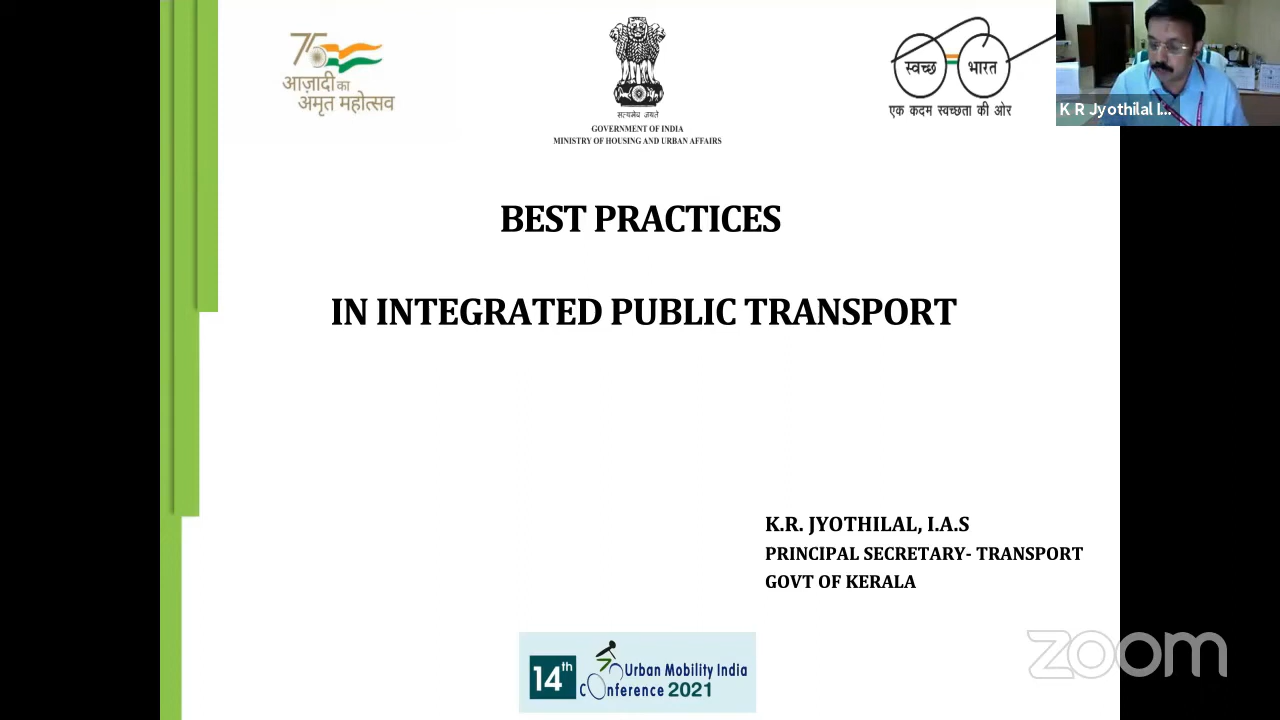 75
आज़ादी का
अमृत महोत्सव
सत्यमेव जयते
GOVERNMENT OF INDIA
MINISTRY OF HOUSING AND URBAN AFFAIRS
स्वच्छ भारत
एक कदम स्वच्छता की ओर
K R Jyothilal I...
BEST PRACTICES
IN INTEGRATED PUBLIC TRANSPORT
K.R. JYOTHILAL, I.A.S
PRINCIPAL SECRETARY- TRANSPORT
GOVT OF KERALA
14th Urban Mobility India
Conference 2021
zoom